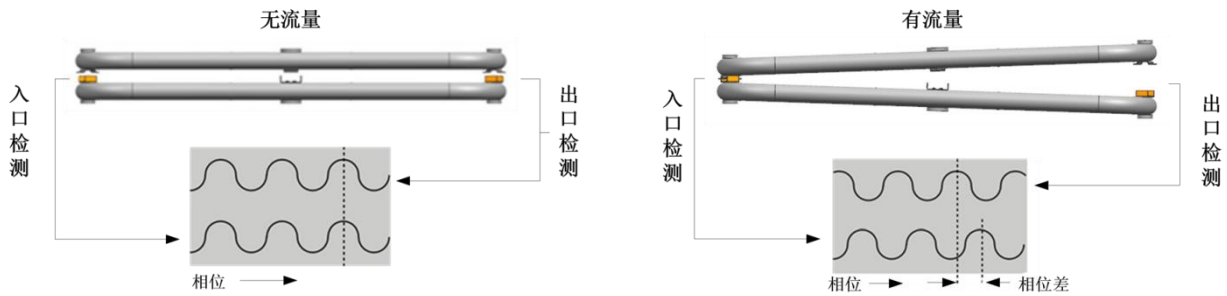 无流量
有流量
入口检测
出口检测
入口检测
出口检测
相位
相位
相位差